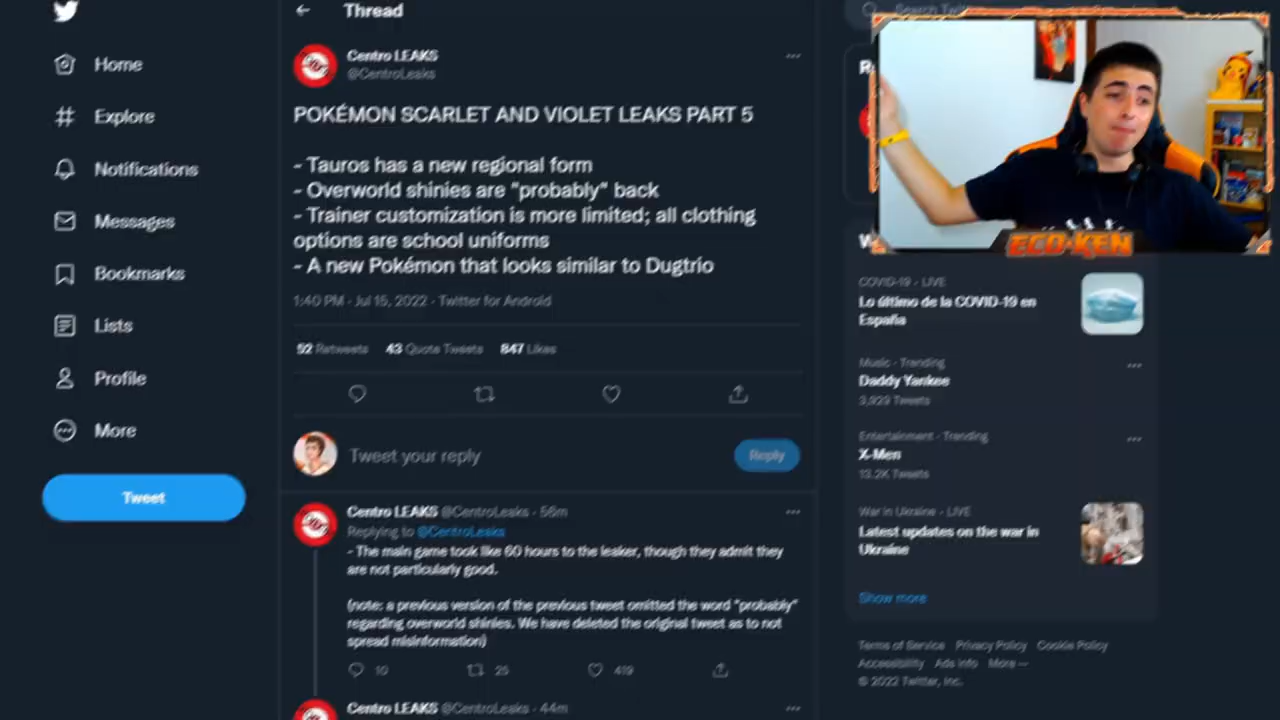 Home
Explore
Notifications
Messages
Bookmarks
Lists
Profile
More
Tweet
Thread
Centro LEAKS
@CentroLeaks
POKÉMON SCARLET AND VIOLET LEAKS PART 5
- Tauros has a new regional form
- Overworld shinies are "probably" back
- Trainer customization is more limited; all clothing
options are school uniforms
- A new Pokémon that looks similar to Dugtrio
1:40 PM · Jul 15, 2022 · Twitter for Android
92 Retweets 43 Quote Tweets 847 Likes
Tweet your reply
Reply
Centro LEAKS @CentroLeaks · 56m
Replying to @CentroLeaks
- The main game took like 60 hours to the leaker, though they admit they
are not particularly good.
(note: a previous version of the previous tweet omitted the word "probably"
regarding overworld shinies. We have deleted the original tweet as to not
spread misinformation)
10 25 419
Centro LEAKS @CentroLeaks · 44m
ECO-KEN
COVID-19 · LIVE
Lo último de la COVID-19 en
España
Music · Trending
Daddy Yankee
3,929 Tweets
Entertainment · Trending
X-Men
13.2K Tweets
War in Ukraine · LIVE
Latest updates on the war in
Ukraine
Show more
Terms of Service Privacy Policy Cookie Policy
Accessibility Ads info More
© 2022 Twitter, Inc.